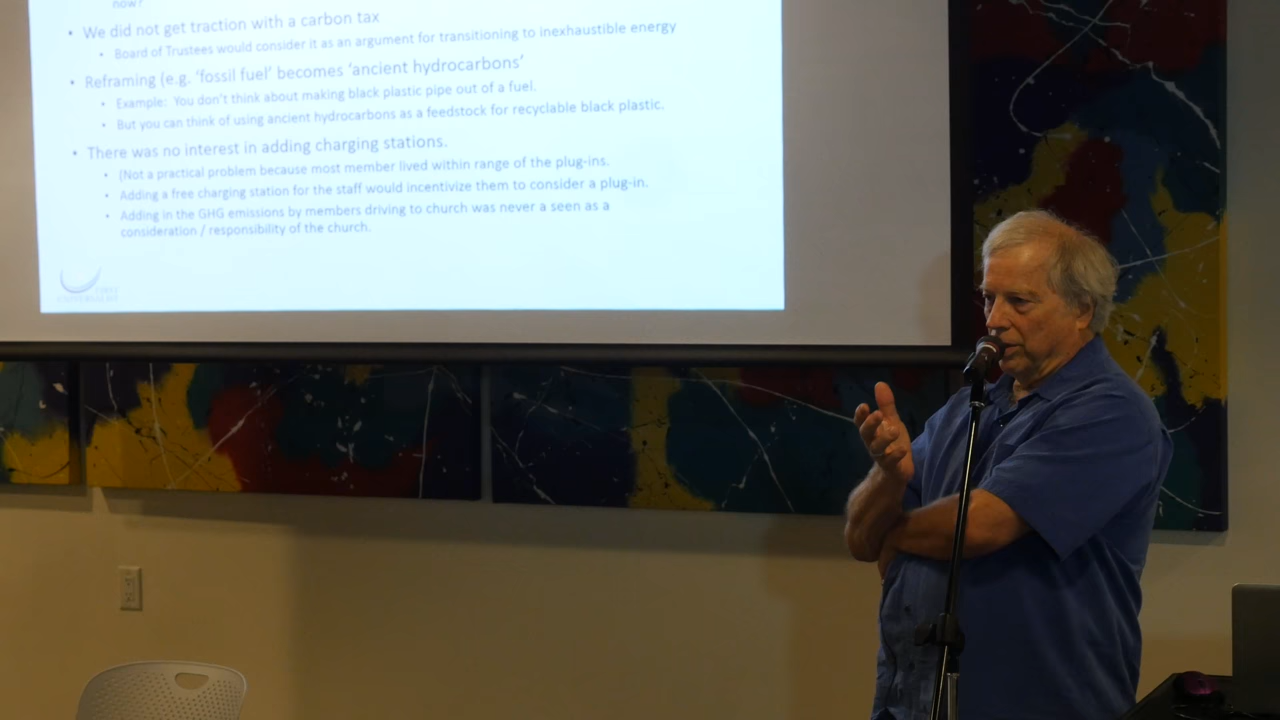 now?
• We did not get traction with a carbon tax
• Board of Trustees would consider it as an argument for transitioning to inexhaustible energy
• Reframing (e.g. ‘fossil fuel’ becomes ‘ancient hydrocarbons’
• Example: You don’t think about making black plastic pipe out of a fuel.
• But you can think of using ancient hydrocarbons as a feedstock for recyclable black plastic.
• There was no interest in adding charging stations.
• (Not a practical problem because most member lived within range of the plug-ins.
• Adding a free charging station for the staff would incentivize them to consider a plug-in.
• Adding in the GHG emissions by members driving to church was never a seen as a
consideration / responsibility of the church.
FIRST
UNIVERSALIST